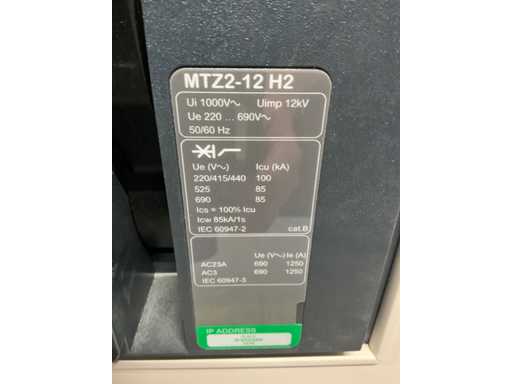 MTZ2-12 H2
Ui 1000V~ Uimp 12kV
Ue 220 ... 690V~
50/60 Hz
Ue (V~) Icu (kA)
220/415/440 100
525 85
690 85
Ics = 100% Icu
Icw 85kA/1s
IEC 60947-2 cat.B
Ue (V~) Ie (A)
AC23A 690 1250
AC3 690 1250
IEC 60947-3
IP ADDRESS